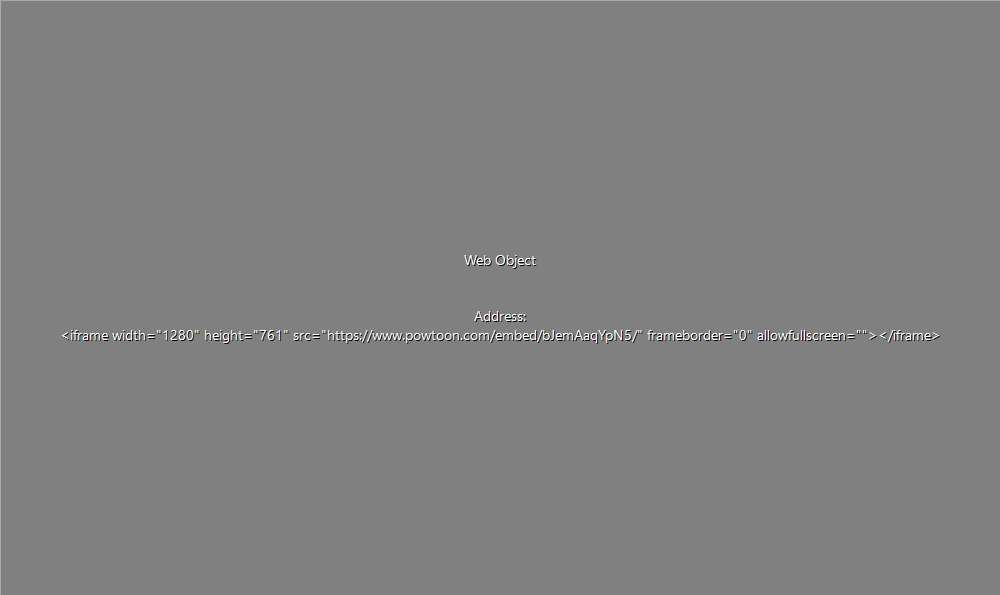 Web Object
Address:
<iframe width="1280" height="761" src="https://www.powtoon.com/embed/bJemAaqYpN5/" frameborder="0" allowfullscreen=""></iframe>